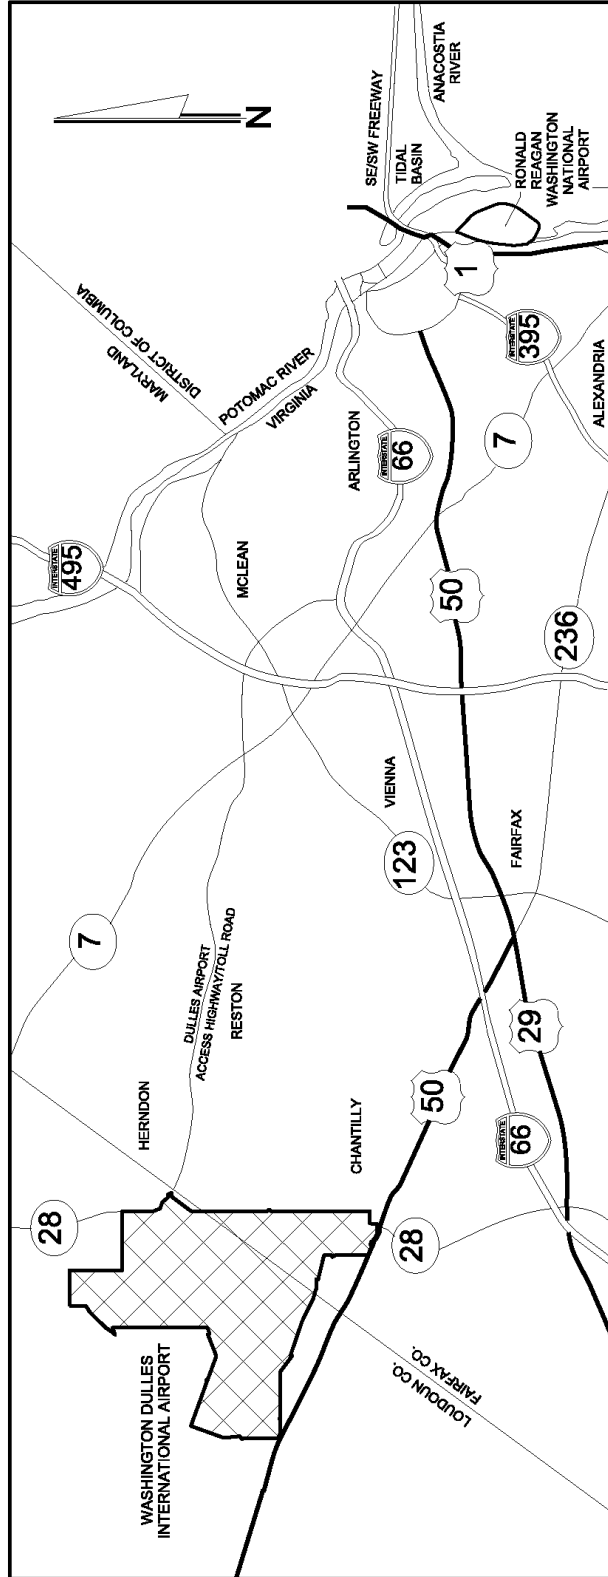 WASHINGTON DULLES
INTERNATIONAL AIRPORT
LOUDOUN CO.
FAIRFAX CO.
28
28
HERNDON
CHANTILLY
50
INTERSTATE
66
29
DULLES AIRPORT
ACCESS HIGHWAY/TOLL ROAD
RESTON
7
123
VIENNA
FAIRFAX
INTERSTATE
495
MCLEAN
50
236
ARLINGTON
INTERSTATE
66
7
MARYLAND
DISTRICT OF COLUMBIA
POTOMAC RIVER
VIRGINIA
INTERSTATE
395
ALEXANDRIA
1
N
SE/SW FREEWAY
TIDAL
BASIN
ANACOSTIA
RIVER
RONALD
REAGAN
WASHINGTON
NATIONAL
AIRPORT